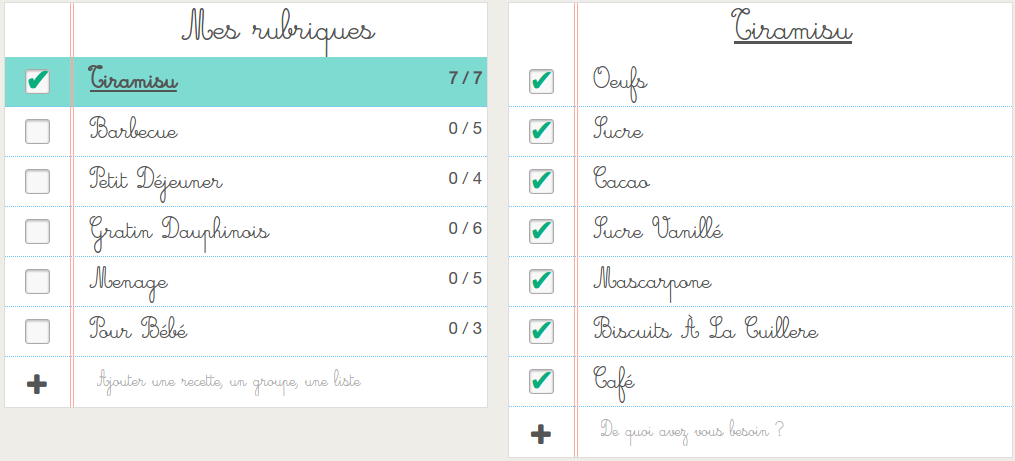 Mes rubriques
Tiramisu 7 / 7
Barbecue 0 / 5
Petit Déjeuner 0 / 4
Gratin Dauphinois 0 / 6
Menage 0 / 5
Pour Bébé 0 / 3
Ajouter une recette, un groupe, une liste
Tiramisu
Oeufs
Sucre
Cacao
Sucre Vanillé
Mascarpone
Biscuits À La Cuillere
Café
De quoi avez vous besoin ?